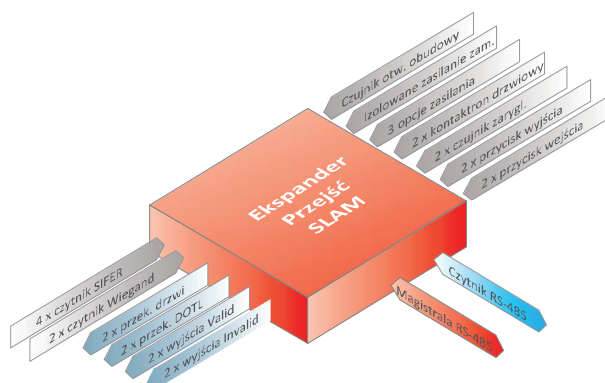 Czujnik otw. obudowy
Izolowane zasilanie zam.
3 opcje zasilania
2 x kontaktron drzwiowy
2 x czujnik zarygl.
2 x przycisk wyjścia
2 x przycisk wejścia
Ekspander
Przejść
SLAM
4 x czytnik SIFER
2 x czytnik Wiegand
2 x przek. drzwi
2 x przek. DOTL
2 x wyjścia Valid
2 x wyjścia Invalid
Czytnik RS-485
Magistrala RS-485